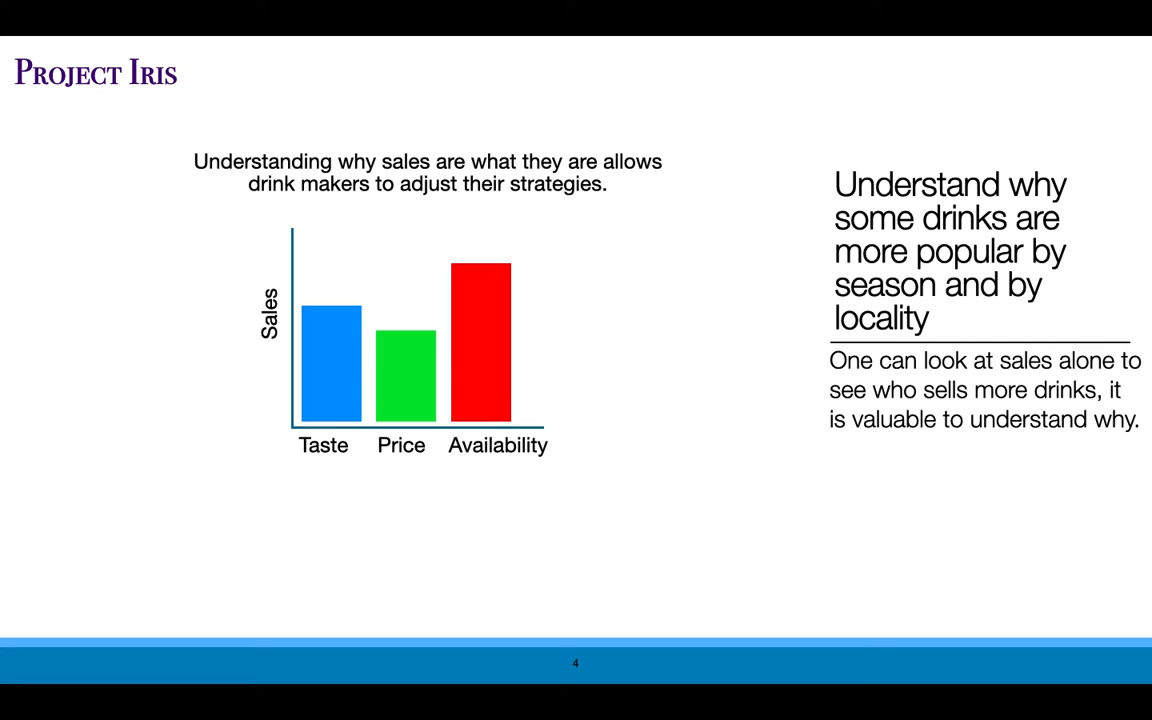 Project Iris
Understanding why sales are what they are allows
drink makers to adjust their strategies.
Sales
Taste Price Availability
Understand why
some drinks are
more popular by
season and by
locality
One can look at sales alone to
see who sells more drinks, it
is valuable to understand why.
4